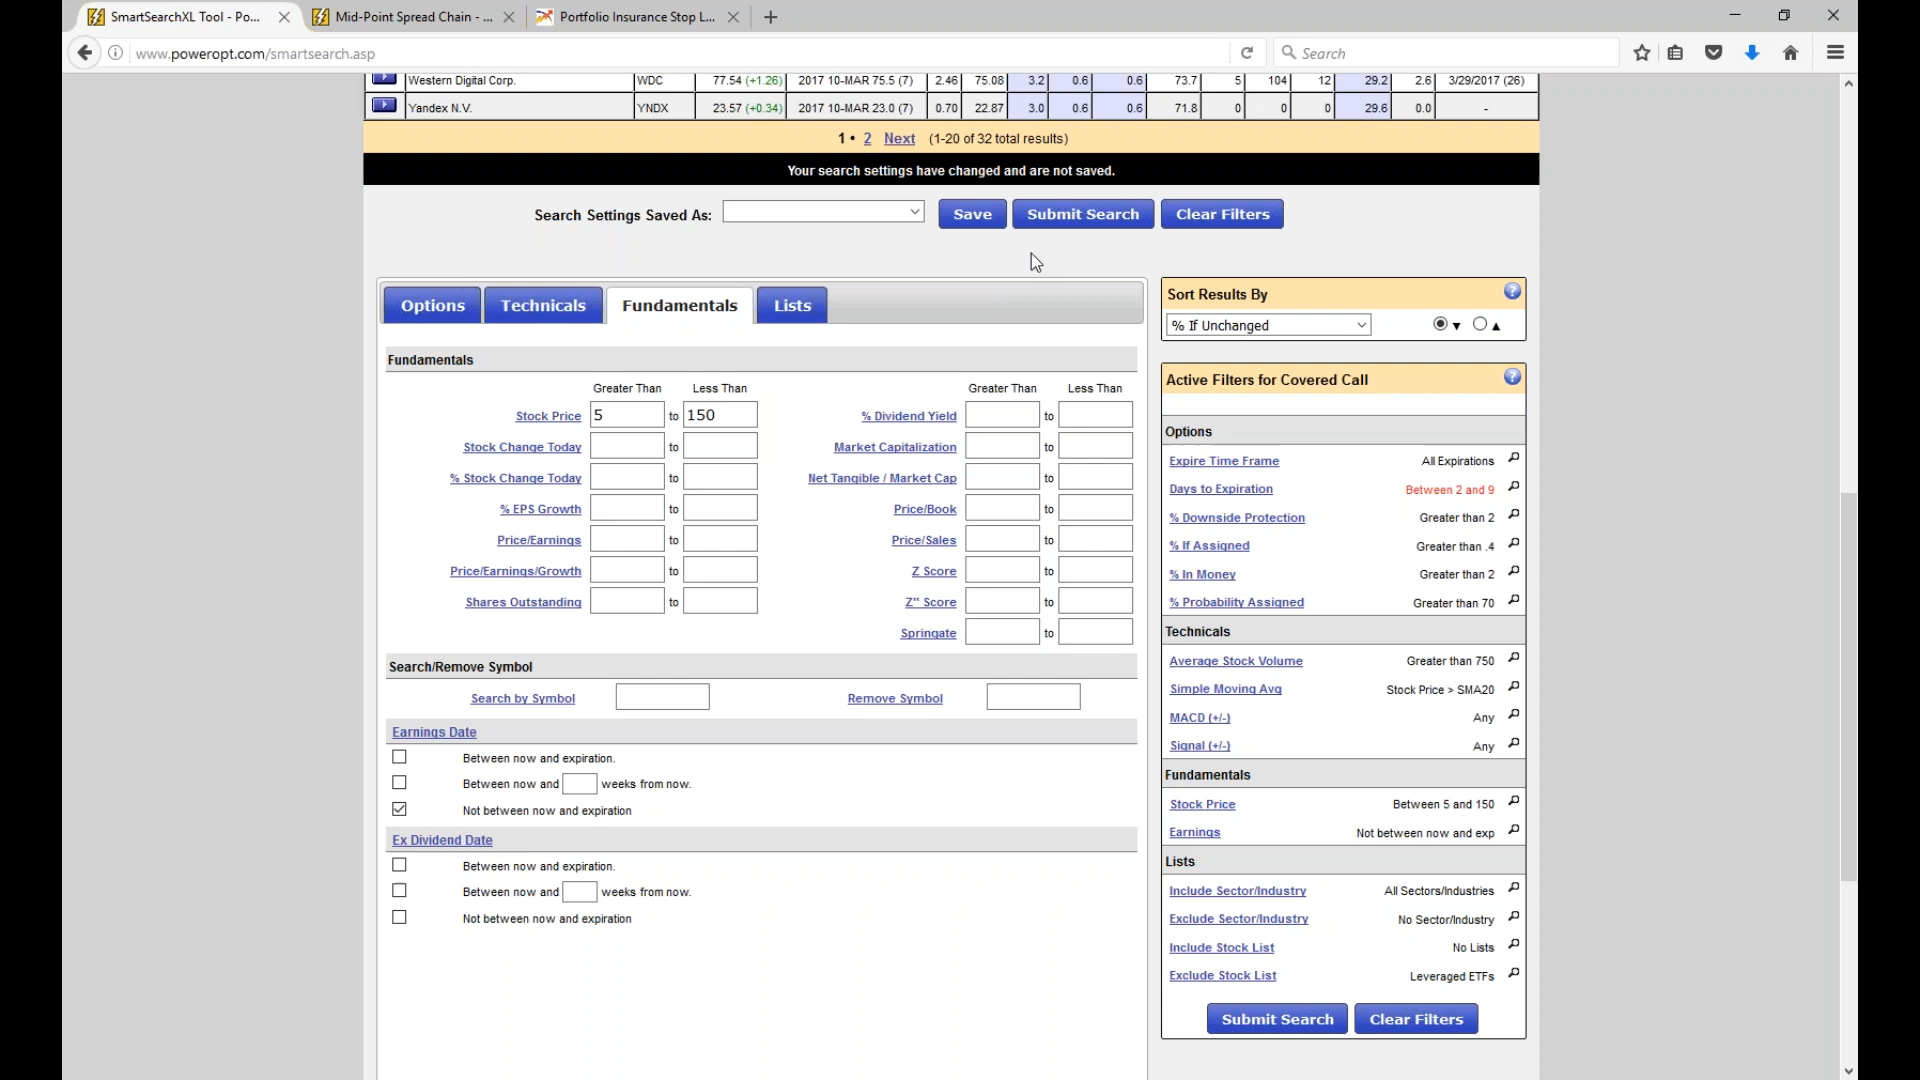 SmartSearchXL Tool - Po...
Mid-Point Spread Chain - ...
Portfolio Insurance Stop L...
www.poweropt.com/smartsearch.asp
Search
Western Digital Corp. WDC 77.54 (+1.26) 2017 10-MAR 75.5 (7) 2.46 75.08 3.2 0.6 0.6 73.7 5 104 12 29.2 2.6 3/29/2017 (26)
Yandex N.V. YNDX 23.57 (+0.34) 2017 10-MAR 23.0 (7) 0.70 22.87 3.0 0.6 0.6 71.8 0 0 0 29.6 0.0 -
1 • 2 Next (1-20 of 32 total results)
Your search settings have changed and are not saved.
Search Settings Saved As: Save Submit Search Clear Filters
Options Technicals Fundamentals Lists
Fundamentals
Greater Than Less Than Greater Than Less Than
Stock Price 5 to 150 % Dividend Yield to
Stock Change Today to Market Capitalization to
% Stock Change Today to Net Tangible / Market Cap to
% EPS Growth to Price/Book to
Price/Earnings to Price/Sales to
Price/Earnings/Growth to Z Score to
Shares Outstanding to Z" Score to
Springate to
Search/Remove Symbol
Search by Symbol Remove Symbol
Earnings Date
Between now and expiration.
Between now and weeks from now.
Not between now and expiration
Ex Dividend Date
Between now and expiration.
Between now and weeks from now.
Not between now and expiration
Sort Results By ?
% If Unchanged ▼ ▲
Active Filters for Covered Call ?
Options
Expire Time Frame All Expirations
Days to Expiration Between 2 and 9
% Downside Protection Greater than 2
% If Assigned Greater than .4
% In Money Greater than 2
% Probability Assigned Greater than 70
Technicals
Average Stock Volume Greater than 750
Simple Moving Avg Stock Price > SMA20
MACD (+/-) Any
Signal (+/-) Any
Fundamentals
Stock Price Between 5 and 150
Earnings Not between now and exp
Lists
Include Sector/Industry All Sectors/Industries
Exclude Sector/Industry No Sector/Industry
Include Stock List No Lists
Exclude Stock List Leveraged ETFs
Submit Search Clear Filters